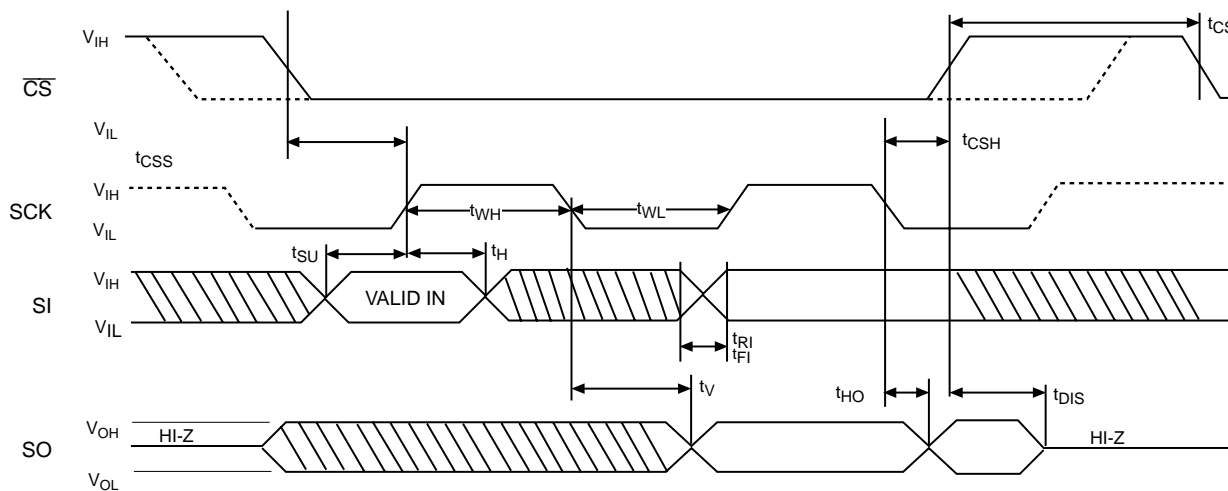 VIH
tCS
CS
VIL
tCSH
tCSS
VIH
SCK
tWH
tWL
VIL
tSU
tH
VIH
VALID IN
SI
VIL
tRI
tFI
tV
tHO
tDIS
VOH
HI-Z
HI-Z
SO
VOL